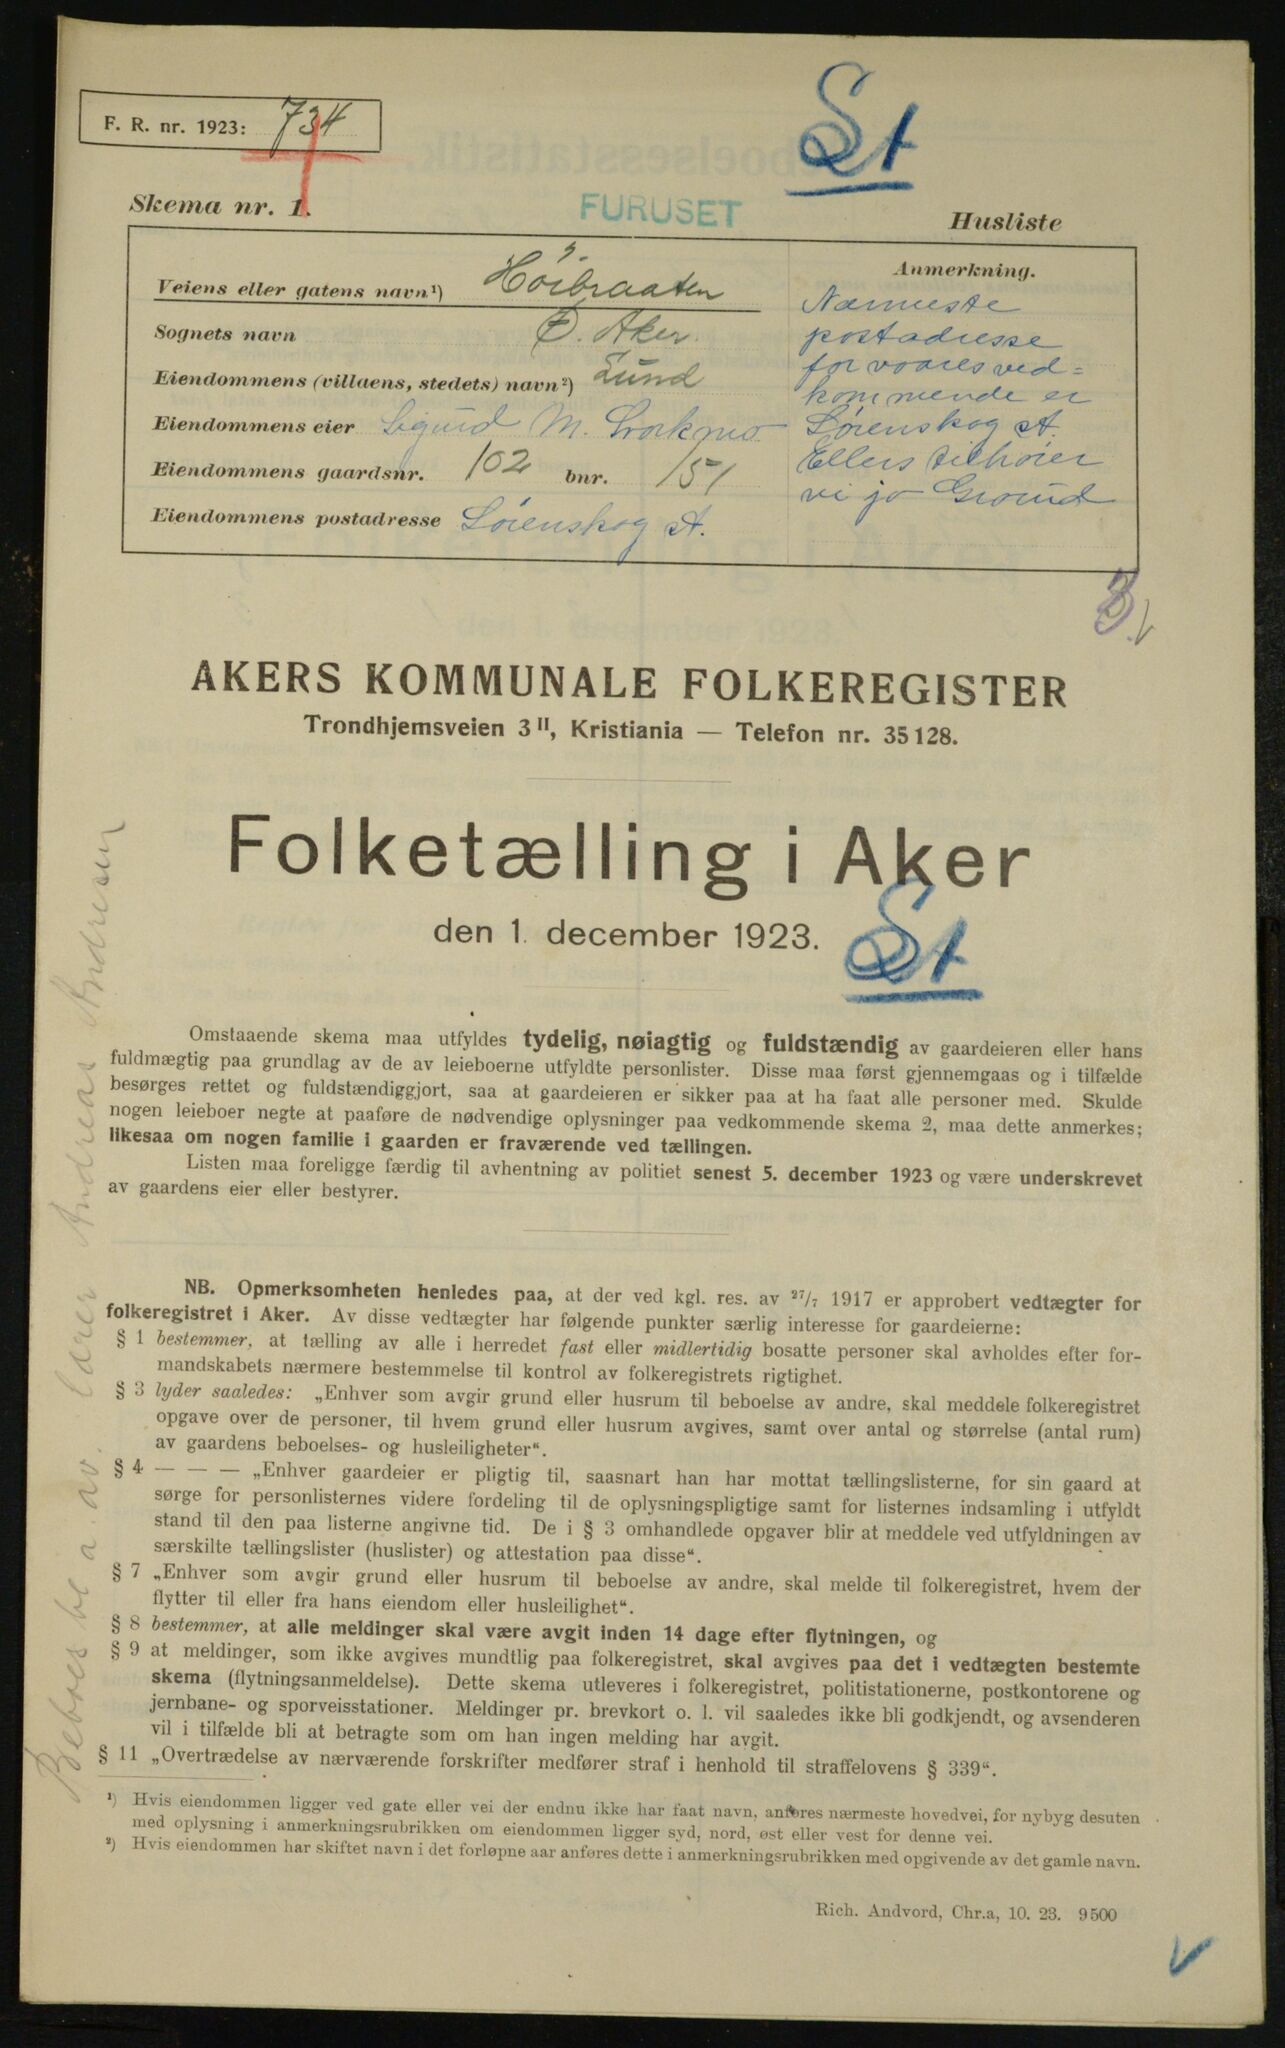 F. R. nr. 1923: 734
St
Skema nr. 1.
FURUSET
Husliste
Veiens eller gatens navn¹) Höibraaten
Sognets navn Ø. Aker.
Eiendommens (villaens, stedets) navn²) Lund
Eiendommens eier Sigurd M.
Eiendommens gaardsnr. 102 bnr. 151
Eiendommens postadresse Lörenskog st.
Anmerkning.
Nærmeste
postadresse
for voares ved=
kommende er
Lörenskog st.
Ellers tilhöier
vi jo Grorud
3
AKERS KOMMUNALE FOLKEREGISTER
Trondhjemsveien 3 II, Kristiania — Telefon nr. 35 128.
Folketælling i Aker
den 1. december 1923.
St
Omstaaende skema maa utfyldes tydelig, nøiagtig og fuldstændig av gaardeieren eller hans
fuldmægtig paa grundlag av de av leieboerne utfyldte personlister. Disse maa først gjennemgaas og i tilfælde
besørges rettet og fuldstændiggjort, saa at gaardeieren er sikker paa at ha faat alle personer med. Skulde
nogen leieboer negte at paaføre de nødvendige oplysninger paa vedkommende skema 2, maa dette anmerkes;
likesaa om nogen familie i gaarden er fraværende ved tællingen.
Listen maa foreligge færdig til avhentning av politiet senest 5. december 1923 og være underskrevet
av gaardens eier eller bestyrer.
NB. Opmerksomheten henledes paa, at der ved kgl. res. av 27/7 1917 er approbert vedtægter for
folkeregistret i Aker. Av disse vedtægter har følgende punkter særlig interesse for gaardeierne:
§ 1 bestemmer, at tælling av alle i herredet fast eller midlertidig bosatte personer skal avholdes efter for-
mandskabets nærmere bestemmelse til kontrol av folkeregistrets rigtighet.
§ 3 lyder saaledes: „Enhver som avgir grund eller husrum til beboelse av andre, skal meddele folkeregistret
opgave over de personer, til hvem grund eller husrum avgives, samt over antal og størrelse (antal rum)
av gaardens beboelses- og husleiligheter“.
§ 4 — — — „Enhver gaardeier er pligtig til, saasnart han har mottat tællingslisterne, for sin gaard at
sørge for personlisternes videre fordeling til de oplysningspligtige samt for listernes indsamling i utfyldt
stand til den paa listerne angivne tid. De i § 3 omhandlede opgaver blir at meddele ved utfyldningen av
særskilte tællingslister (huslister) og attestation paa disse“.
§ 7 „Enhver som avgir grund eller husrum til beboelse av andre, skal melde til folkeregistret, hvem der
flytter til eller fra hans eiendom eller husleilighet“.
§ 8 bestemmer, at alle meldinger skal være avgit inden 14 dage efter flytningen, og
§ 9 at meldinger, som ikke avgives mundtlig paa folkeregistret, skal avgives paa det i vedtægten bestemte
skema (flytningsanmeldelse). Dette skema utleveres i folkeregistret, politistationerne, postkontorene og
jernbane- og sporveisstationer. Meldinger pr. brevkort o. l. vil saaledes ikke bli godkjendt, og avsenderen
vil i tilfælde bli at betragte som om han ingen melding har avgit.
§ 11 „Overtrædelse av nærværende forskrifter medfører straf i henhold til straffelovens § 339“.
¹) Hvis eiendommen ligger ved gate eller vei der endnu ikke har faat navn, anføres nærmeste hovedvei, for nybyg desuten
med oplysning i anmerkningsrubrikken om eiendommen ligger syd, nord, øst eller vest for denne vei.
²) Hvis eiendommen har skiftet navn i det forløpne aar anføres dette i anmerkningsrubrikken med opgivende av det gamle navn.
Rich. Andvord, Chr.a, 10. 23. 9500
Beboes bl. a. av lærer Andreas Andresen